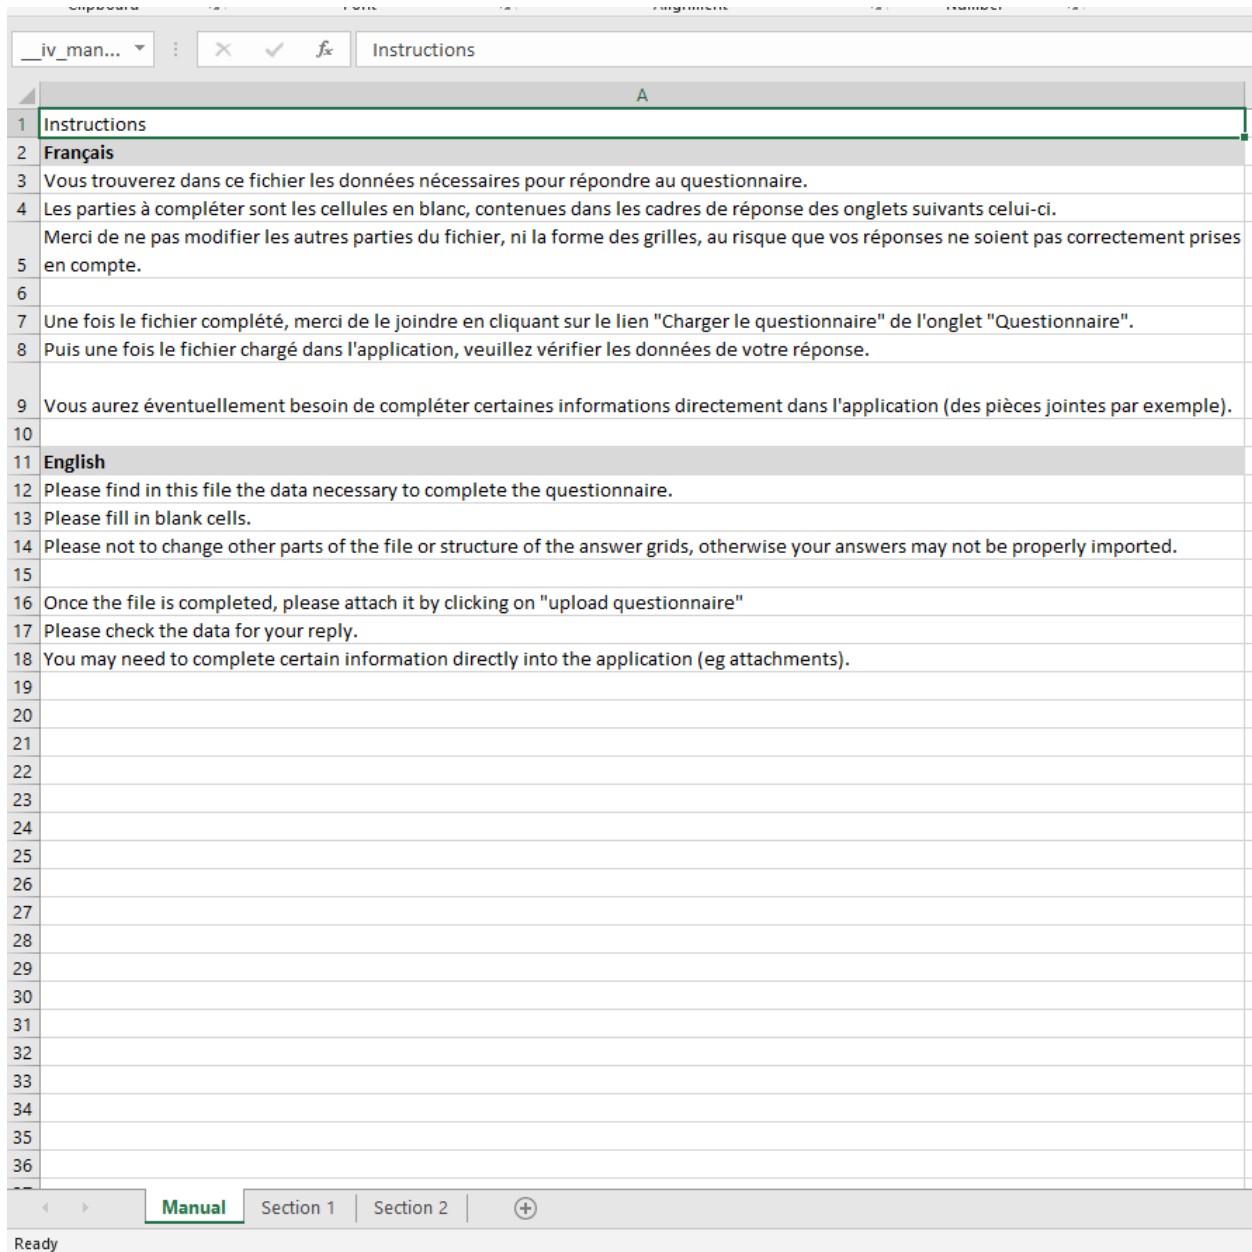 __iv_man...
fx
Instructions
A
1 Instructions
2 Français
3 Vous trouverez dans ce fichier les données nécessaires pour répondre au questionnaire.
4 Les parties à compléter sont les cellules en blanc, contenues dans les cadres de réponse des onglets suivants celui-ci.
Merci de ne pas modifier les autres parties du fichier, ni la forme des grilles, au risque que vos réponses ne soient pas correctement prises
5 en compte.
6
7 Une fois le fichier complété, merci de le joindre en cliquant sur le lien "Charger le questionnaire" de l'onglet "Questionnaire".
8 Puis une fois le fichier chargé dans l'application, veuillez vérifier les données de votre réponse.
9 Vous aurez éventuellement besoin de compléter certaines informations directement dans l'application (des pièces jointes par exemple).
10
11 English
12 Please find in this file the data necessary to complete the questionnaire.
13 Please fill in blank cells.
14 Please not to change other parts of the file or structure of the answer grids, otherwise your answers may not be properly imported.
15
16 Once the file is completed, please attach it by clicking on "upload questionnaire"
17 Please check the data for your reply.
18 You may need to complete certain information directly into the application (eg attachments).
19
20
21
22
23
24
25
26
27
28
29
30
31
32
33
34
35
36
Manual Section 1 Section 2
Ready